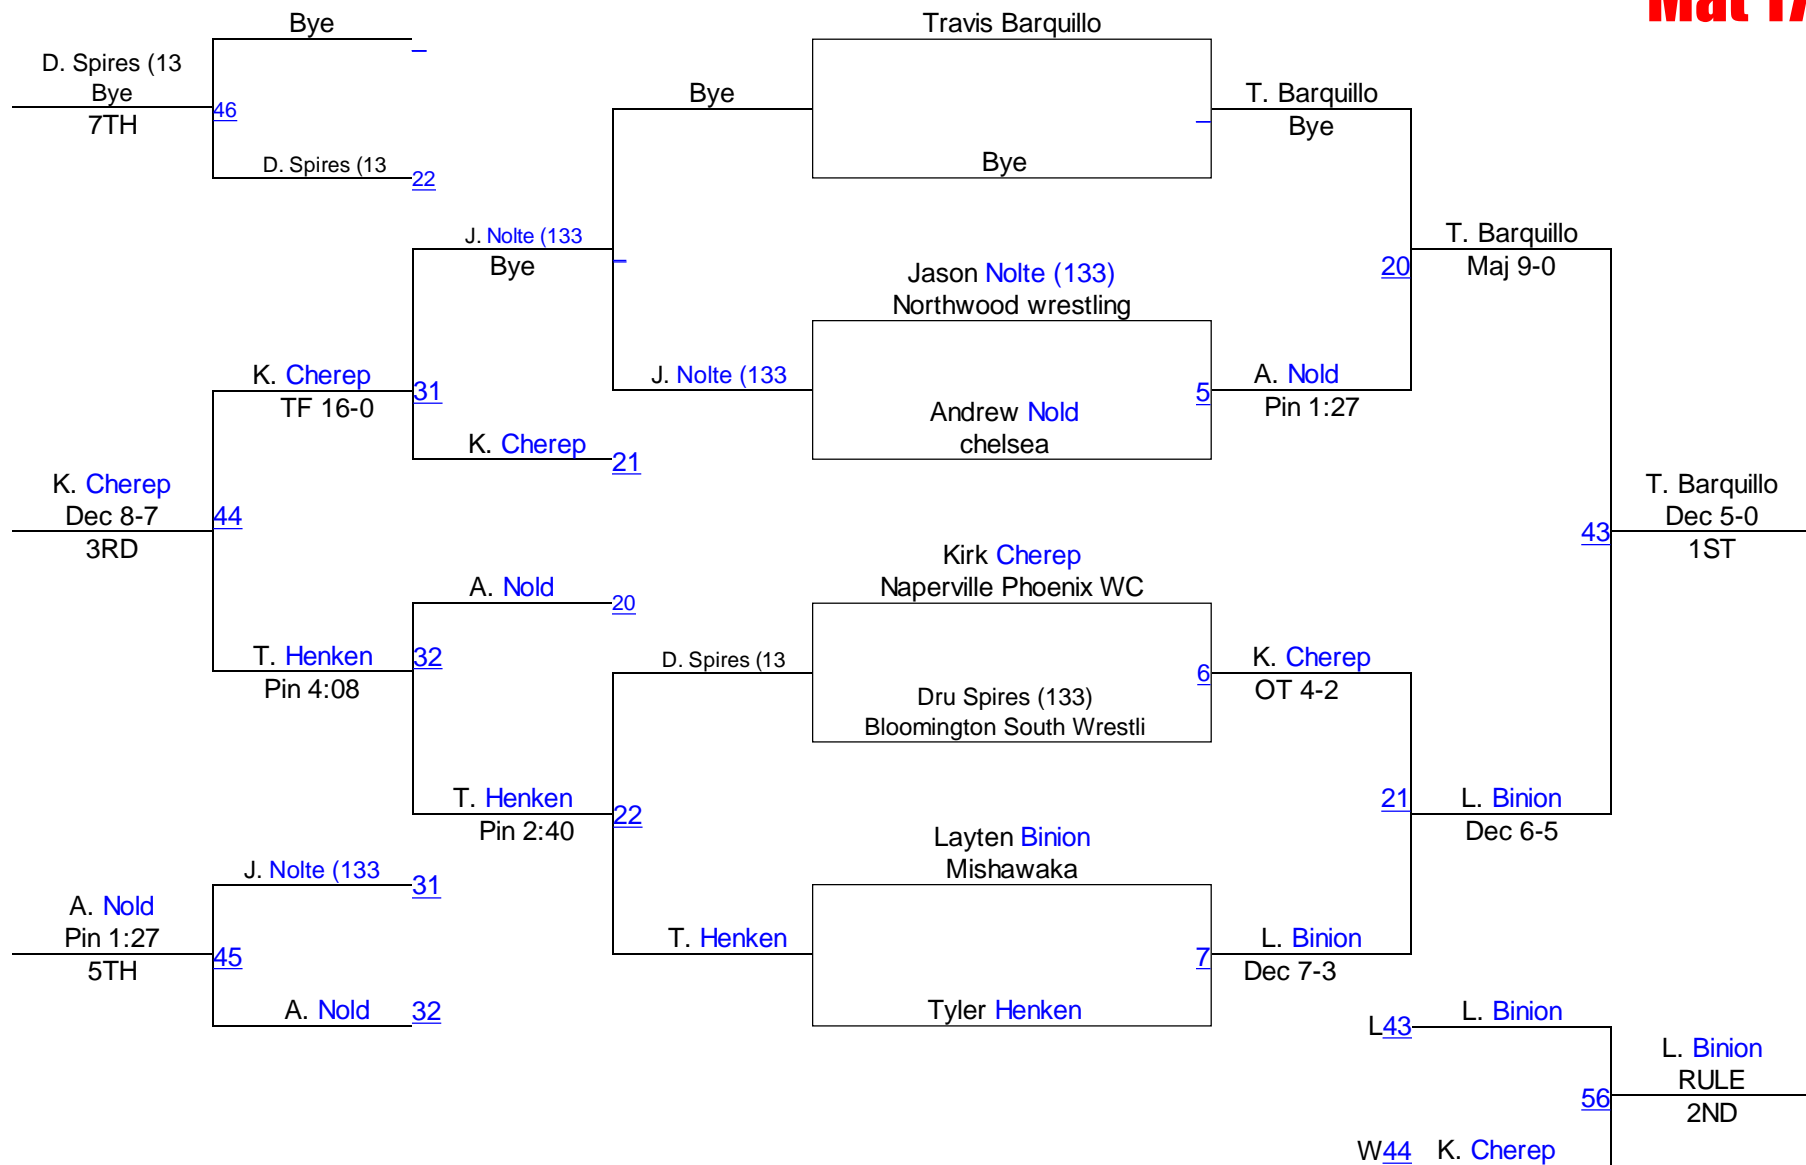 Mat 17
Bye
D. Spires (13
Bye
7TH
46
D. Spires (13
22
Bye
J. Nolte (133
Bye
J. Nolte (133
K. Cherep
TF 16-0
31
K. Cherep
21
K. Cherep
Dec 8-7
3RD
44
A. Nold
20
T. Henken
Pin 4:08
32
D. Spires (13
T. Henken
Pin 2:40
22
T. Henken
J. Nolte (133
31
A. Nold
Pin 1:27
5TH
45
A. Nold
32
Travis Barquillo
Bye
T. Barquillo
Bye
Jason Nolte (133)
Northwood wrestling
Andrew Nold
chelsea
5
A. Nold
Pin 1:27
20
T. Barquillo
Maj 9-0
Kirk Cherep
Naperville Phoenix WC
Dru Spires (133)
Bloomington South Wrestli
6
K. Cherep
OT 4-2
Layten Binion
Mishawaka
Tyler Henken
7
L. Binion
Dec 7-3
21
L. Binion
Dec 6-5
43
T. Barquillo
Dec 5-0
1ST
L43
L. Binion
56
W44
K. Cherep
L. Binion
RULE
2ND